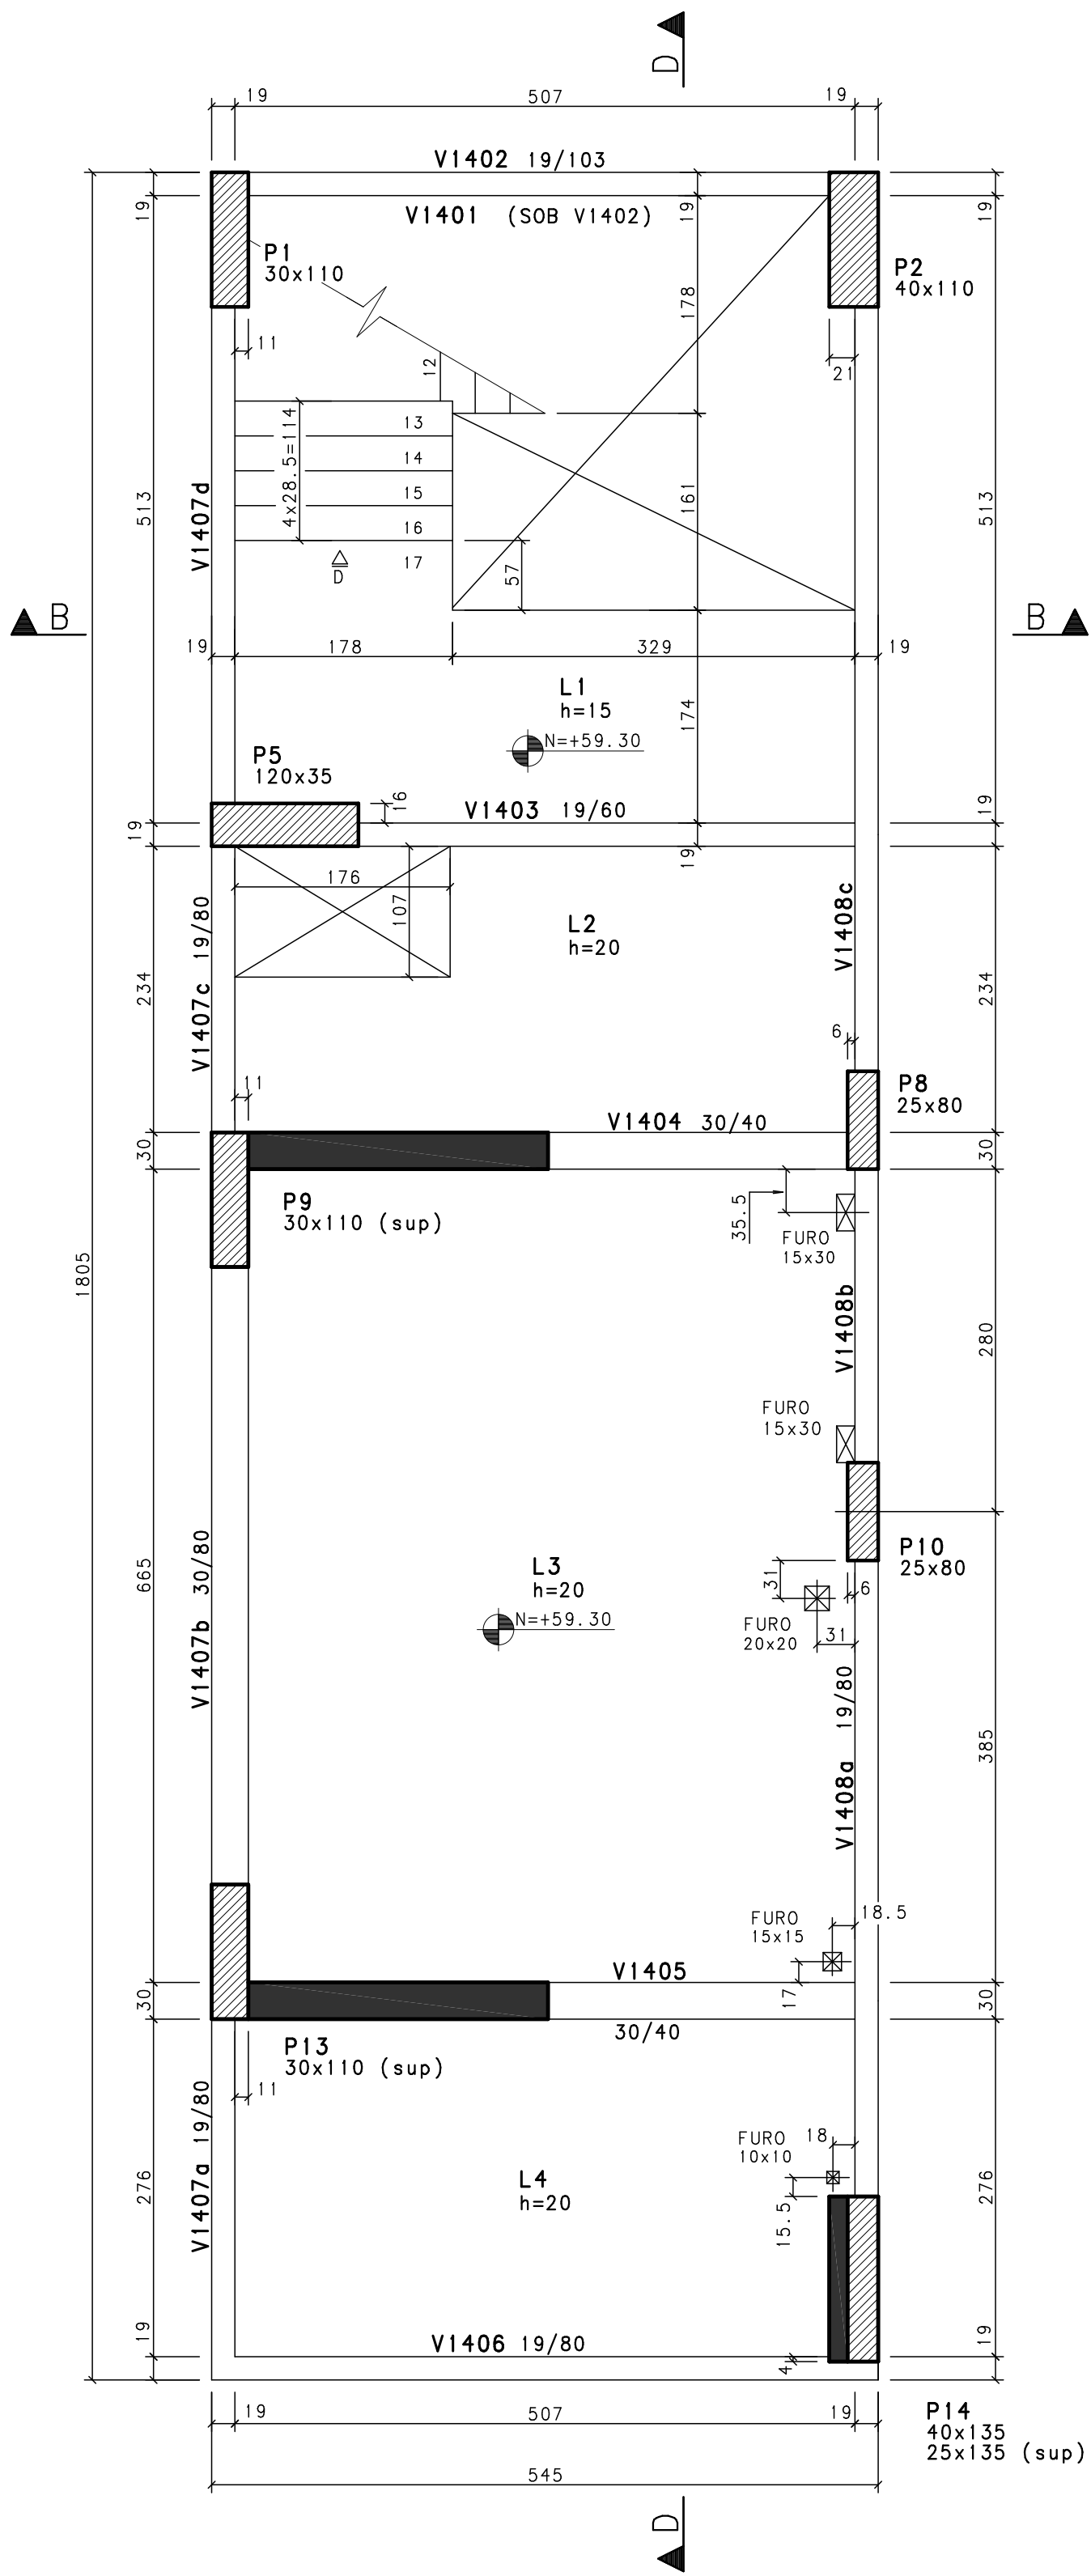 D
19
507
19
V1402 19/103
V1401 (SOB V1402)
19
19
19
P1
30x110
P2
40x110
178
11
21
12
4x28.5=114
13
14
15
16
17
D
57
161
513
V1407d
513
B
B
19
178
329
19
L1
h=15
N=+59.30
174
P5
120x35
16
V1403 19/60
19
19
19
176
107
L2
h=20
V1407c 19/80
V1408c
234
234
6
11
P8
25x80
V1404 30/40
30
30
P9
30x110 (sup)
35.5
FURO
15x30
1805
V1408b
280
FURO
15x30
P10
25x80
665
V1407b 30/80
L3
h=20
N=+59.30
31
6
FURO
20x20
31
V1408a 19/80
385
FURO
15x15
18.5
V1405
17
30
30
30/40
P13
30x110 (sup)
11
FURO
10x10
18
V1407a 19/80
276
276
L4
h=20
15.5
V1406 19/80
19
19
4
19
507
19
P14
40x135
25x135 (sup)
545
D